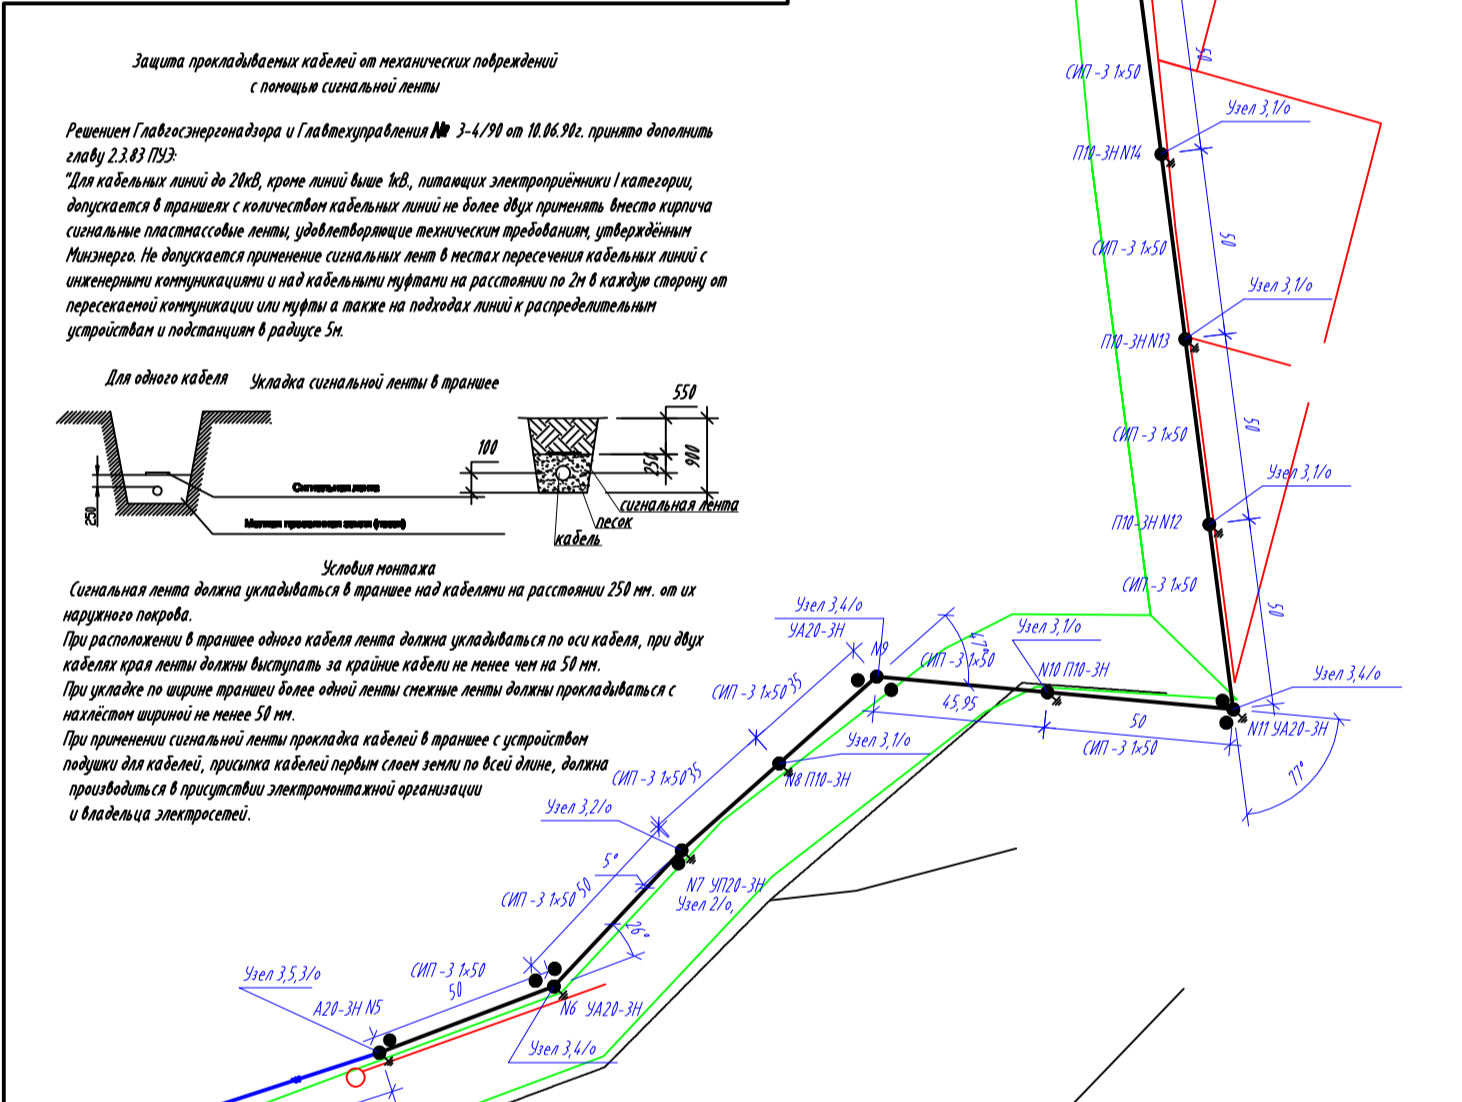 Защита прокладываемых кабелей от механических повреждений
с помощью сигнальной ленты
Решением Главгосэнергонадзора и Главтехуправления № 3-4/90 от 10.06.90г. принято дополнить
главу 2.3.83 ПУЭ:
"Для кабельных линий до 20кВ, кроме линий выше 1кВ., питающих электроприёмники I категории,
допускается в траншеях с количеством кабельных линий не более двух применять вместо кирпича
сигнальные пластмассовые ленты, удовлетворяющие техническим требованиям, утверждённым
Минэнерго. Не допускается применение сигнальных лент в местах пересечения кабельных линий с
инженерными коммуникациями и над кабельными муфтами на расстоянии по 2м в каждую сторону от
пересекаемой коммуникации или муфты а также на подходах линий к распределительным
устройствам и подстанциям в радиусе 5м.
Для одного кабеля
Укладка сигнальной ленты в траншее
250
Сигнальная лента
100
550
250
900
сигнальная лента
песок
кабель
Условия монтажа
Сигнальная лента должна укладываться в траншее над кабелями на расстоянии 250 мм. от их
наружного покрова.
При расположении в траншее одного кабеля лента должна укладываться по оси кабеля, при двух
кабелях края ленты должны выступать за крайние кабели не менее чем на 50 мм.
При укладке по ширине траншеи более одной ленты смежные ленты должны прокладываться с
нахлёстом шириной не менее 50 мм.
При применении сигнальной ленты прокладка кабелей в траншее с устройством
подушки для кабелей, присыпка кабелей первым слоем земли по всей длине, должна
производиться в присутствии электромонтажной организации
и владельца электросетей.
50
СИП -3 1х50
Узел 3,1/о
П10-3Н N14
50
СИП -3 1х50
Узел 3,1/о
П10-3Н N13
50
СИП -3 1х50
Узел 3,1/о
П10-3Н N12
СИП -3 1х50
50
Узел 3,4/о
УА20-3Н
N9
47°
Узел 3,1/о
СИП -3 1х50
N10 П10-3Н
Узел 3,4/о
N11 УА20-3Н
45,95
50
СИП -3 1х50
77°
СИП -3 1х50
35
Узел 3,1/о
N8 П10-3Н
СИП -3 1х50
35
Узел 3,2/о
5°
N7 УП20-3Н
Узел 2/о,
СИП -3 1х50
50
26°
Узел 3,5,3/о
СИП -3 1х50
50
А20-3Н N5
N6 УА20-3Н
Узел 3,4/о